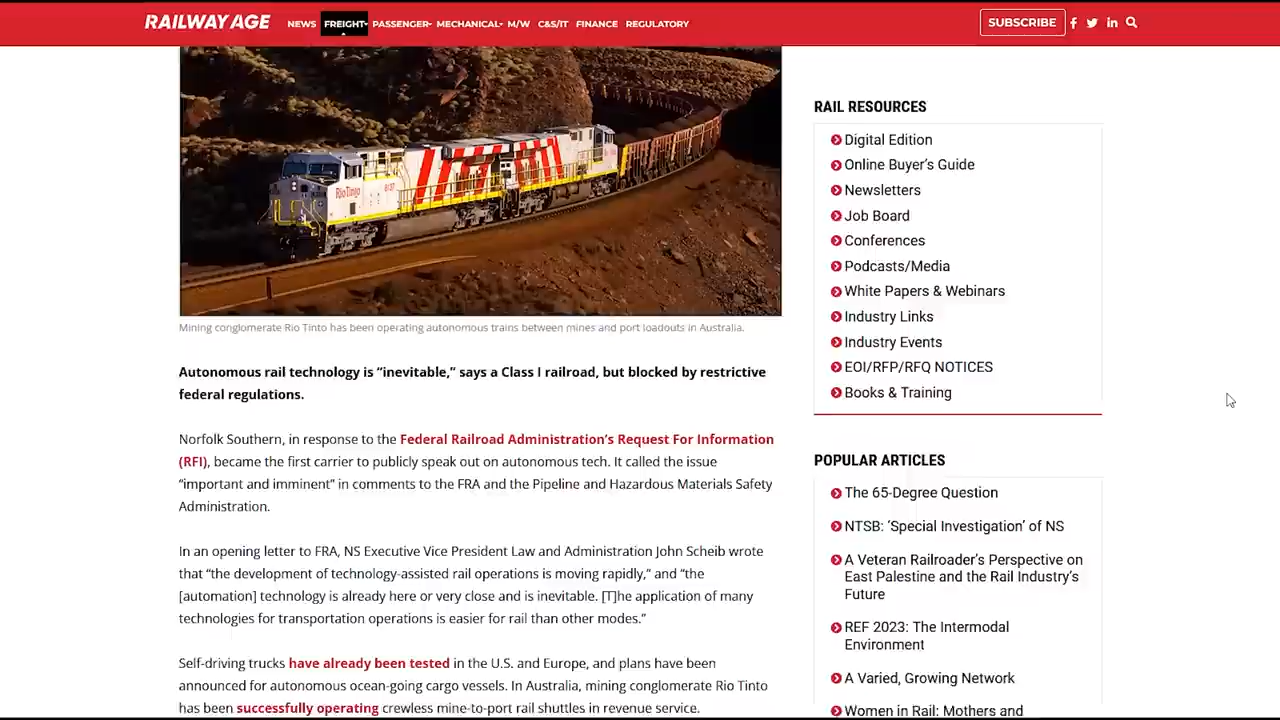 RAILWAY AGE NEWS FREIGHT PASSENGER MECHANICAL M/W C&S/IT FINANCE REGULATORY SUBSCRIBE
RioTinto
Mining conglomerate Rio Tinto has been operating autonomous trains between mines and port loadouts in Australia.
Autonomous rail technology is “inevitable,” says a Class I railroad, but blocked by restrictive
federal regulations.
Norfolk Southern, in response to the Federal Railroad Administration’s Request For Information
(RFI), became the first carrier to publicly speak out on autonomous tech. It called the issue
“important and imminent” in comments to the FRA and the Pipeline and Hazardous Materials Safety
Administration.
In an opening letter to FRA, NS Executive Vice President Law and Administration John Scheib wrote
that “the development of technology-assisted rail operations is moving rapidly,” and “the
[automation] technology is already here or very close and is inevitable. [T]he application of many
technologies for transportation operations is easier for rail than other modes.”
Self-driving trucks have already been tested in the U.S. and Europe, and plans have been
announced for autonomous ocean-going cargo vessels. In Australia, mining conglomerate Rio Tinto
has been successfully operating crewless mine-to-port rail shuttles in revenue service.
RAIL RESOURCES
Digital Edition
Online Buyer’s Guide
Newsletters
Job Board
Conferences
Podcasts/Media
White Papers & Webinars
Industry Links
Industry Events
EOI/RFP/RFQ NOTICES
Books & Training
POPULAR ARTICLES
The 65-Degree Question
NTSB: ‘Special Investigation’ of NS
A Veteran Railroader’s Perspective on
East Palestine and the Rail Industry’s
Future
REF 2023: The Intermodal
Environment
A Varied, Growing Network
Women in Rail: Mothers and